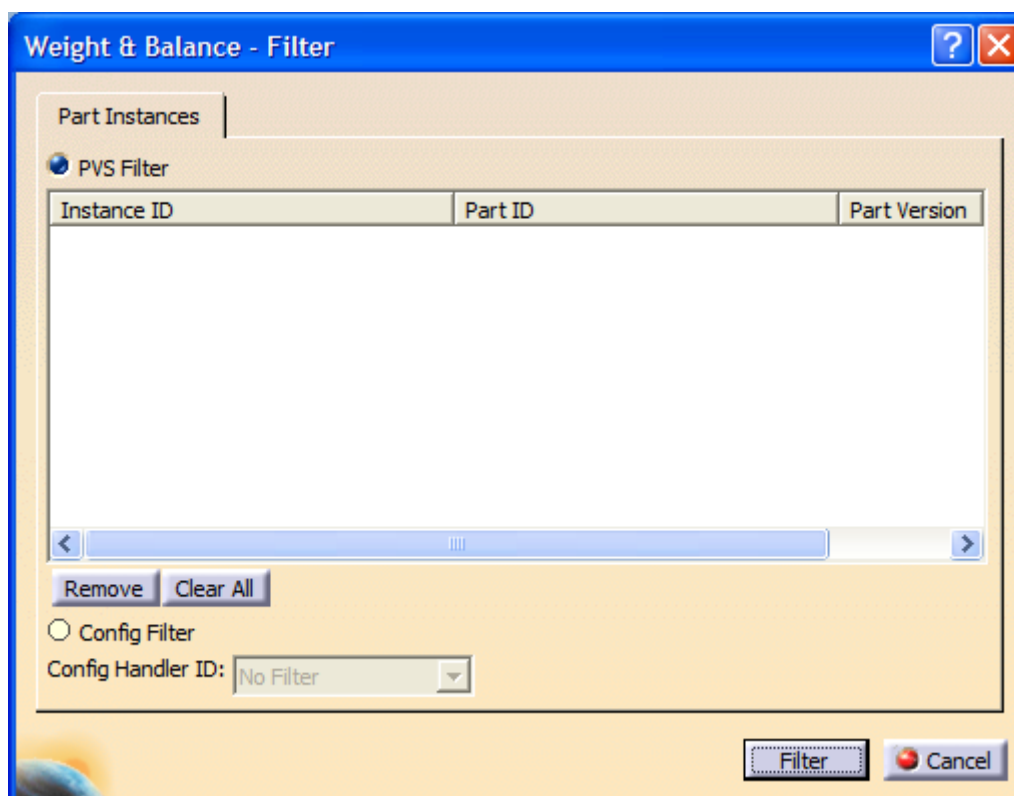 Weight & Balance - Filter
Part Instances
PVS Filter
Instance ID Part ID Part Version
Remove Clear All
Config Filter
Config Handler ID: No Filter
Filter Cancel